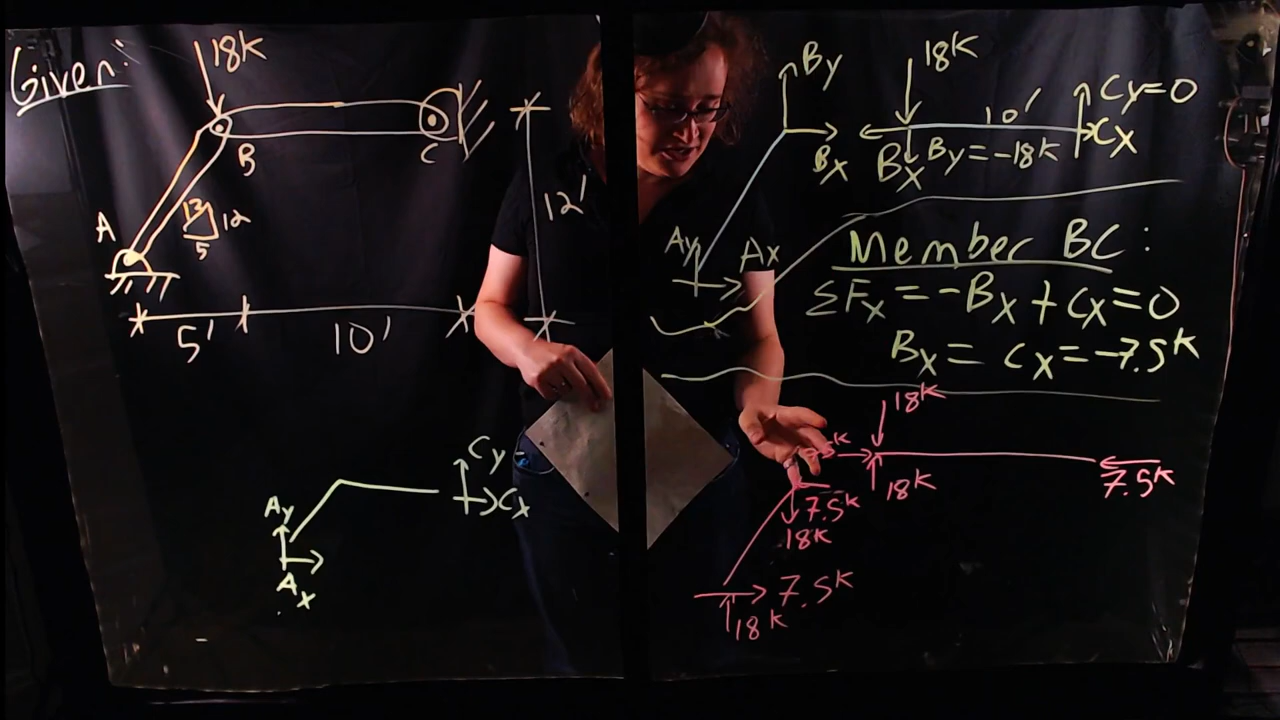 Given:
18K
B
C
A
13
12
5
12'
5'
10'
Ay
Ax
Cy
Cx
By
Bx
Ay
Ax
18K
10'
Cy=0
Cx
Bx
By=-18K
Member BC:
ΣFx = -Bx + Cx = 0
Bx = Cx = -7.5K
18K
18K
7.5K
7.5K
18K
7.5K
18K